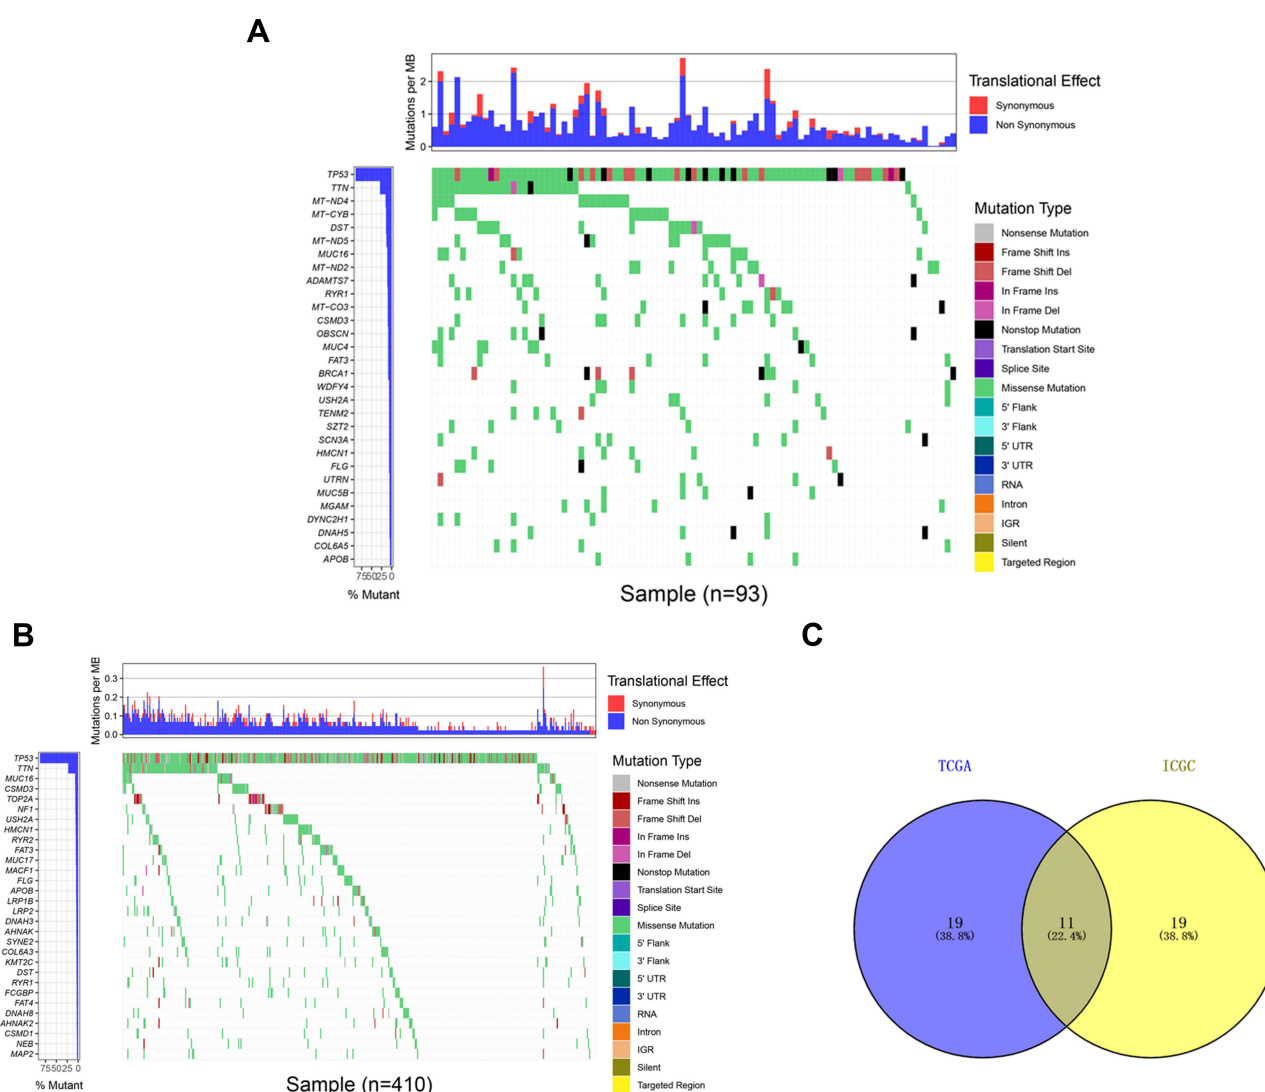 A
Mutations per MB
2
1
0
Translational Effect
Synonymous
Non Synonymous
TP53
TTN
MT-ND4
MT-CYB
DST
MT-ND5
MUC16
MT-ND2
ADAMTS7
RYR1
MT-CO3
CSMD3
OBSCN
MUC4
FAT3
BRCA1
WDFY4
USH2A
TENM2
SZT2
SCN3A
HMCN1
FLG
UTRN
MUC5B
MGAM
DYNC2H1
DNAH5
COL6A5
APOB
75 50 25 0
% Mutant
Sample (n=93)
Mutation Type
Nonsense Mutation
Frame Shift Ins
Frame Shift Del
In Frame Ins
In Frame Del
Nonstop Mutation
Translation Start Site
Splice Site
Missense Mutation
5' Flank
3' Flank
5' UTR
3' UTR
RNA
Intron
IGR
Silent
Targeted Region
B
Mutations per MB
0.3
0.2
0.1
0.0
Translational Effect
Synonymous
Non Synonymous
TP53
TTN
MUC16
CSMD3
TOP2A
NF1
USH2A
HMCN1
RYR2
FAT3
MUC17
MACF1
FLG
APOB
LRP1B
LRP2
DNAH3
AHNAK
SYNE2
COL6A3
KMT2C
DST
RYR1
FCGBP
FAT4
DNAH8
AHNAK2
CSMD1
NEB
MAP2
75 50 25 0
% Mutant
Sample (n=410)
Mutation Type
Nonsense Mutation
Frame Shift Ins
Frame Shift Del
In Frame Ins
In Frame Del
Nonstop Mutation
Translation Start Site
Splice Site
Missense Mutation
5' Flank
3' Flank
5' UTR
3' UTR
RNA
Intron
IGR
Silent
Targeted Region
C
TCGA
ICGC
19
(38.8%)
11
(22.4%)
19
(38.8%)